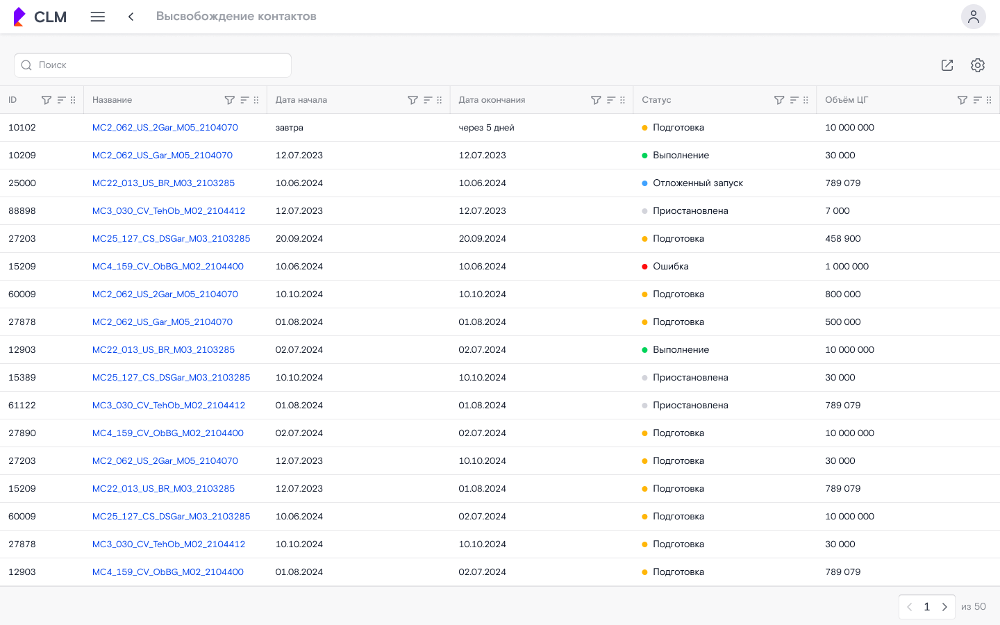 CLM Высвобождение контактов
Поиск
ID Название Дата начала Дата окончания Статус Объём ЦГ
10102 MC2_062_US_2Gar_M05_2104070 завтра через 5 дней Подготовка 10 000 000
10209 MC2_062_US_Gar_M05_2104070 12.07.2023 12.07.2023 Выполнение 30 000
25000 MC22_013_US_BR_M03_2103285 10.06.2024 10.06.2024 Отложенный запуск 789 079
88898 MC3_030_CV_TehOb_M02_2104412 12.07.2023 12.07.2023 Приостановлена 7 000
27203 MC25_127_CS_DSGar_M03_2103285 20.09.2024 20.09.2024 Подготовка 458 900
15209 MC4_159_CV_ObBG_M02_2104400 10.06.2024 10.06.2024 Ошибка 1 000 000
60009 MC2_062_US_2Gar_M05_2104070 10.10.2024 10.10.2024 Подготовка 800 000
27878 MC2_062_US_Gar_M05_2104070 01.08.2024 01.08.2024 Подготовка 500 000
12903 MC22_013_US_BR_M03_2103285 02.07.2024 02.07.2024 Выполнение 10 000 000
15389 MC25_127_CS_DSGar_M03_2103285 10.10.2024 10.10.2024 Приостановлена 30 000
61122 MC3_030_CV_TehOb_M02_2104412 01.08.2024 01.08.2024 Приостановлена 789 079
27890 MC4_159_CV_ObBG_M02_2104400 02.07.2024 02.07.2024 Подготовка 10 000 000
27203 MC2_062_US_2Gar_M05_2104070 12.07.2023 10.10.2024 Подготовка 30 000
15209 MC22_013_US_BR_M03_2103285 12.07.2023 01.08.2024 Подготовка 789 079
60009 MC25_127_CS_DSGar_M03_2103285 10.06.2024 02.07.2024 Подготовка 10 000 000
27878 MC3_030_CV_TehOb_M02_2104412 10.10.2024 10.10.2024 Подготовка 30 000
12903 MC4_159_CV_ObBG_M02_2104400 01.08.2024 02.07.2024 Подготовка 789 079
1 из 50